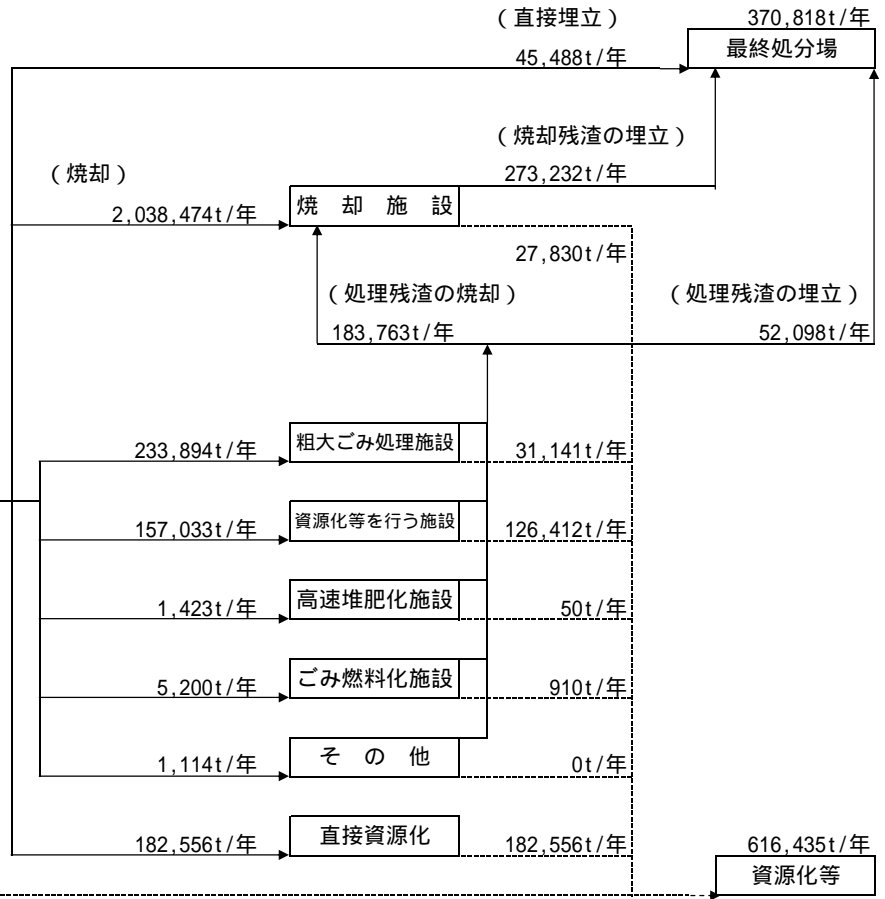 （直接埋立） 370,818t/年
45,488t/年 最終処分場
（焼却残渣の埋立）
（焼却） 273,232t/年
2,038,474t/年 焼　却　施　設
27,830t/年
（処理残渣の焼却） （処理残渣の埋立）
183,763t/年 52,098t/年
233,894t/年 粗大ごみ処理施設 31,141t/年
157,033t/年 資源化等を行う施設 126,412t/年
1,423t/年 高速堆肥化施設 50t/年
5,200t/年 ごみ燃料化施設 910t/年
1,114t/年 そ　の　他 0t/年
182,556t/年 直接資源化 182,556t/年 616,435t/年
資源化等